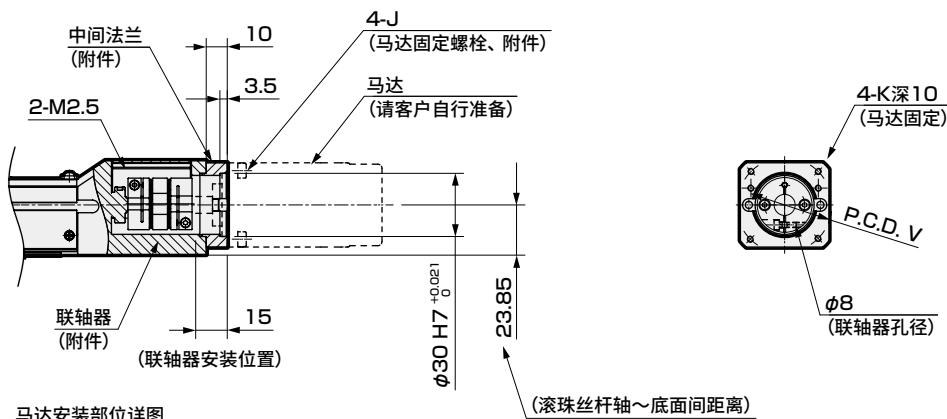 中间法兰
(附件)
10
3.5
4-J
(马达固定螺栓、附件)
马达
(请客户自行准备)
2-M2.5
4-K深10
(马达固定)
P.C.D. V
φ8
(联轴器孔径)
联轴器
(附件)
15
(联轴器安装位置)
φ30 H7 +0.021 0
23.85
(滚珠丝杆轴～底面间距离)
马达安装部位详图